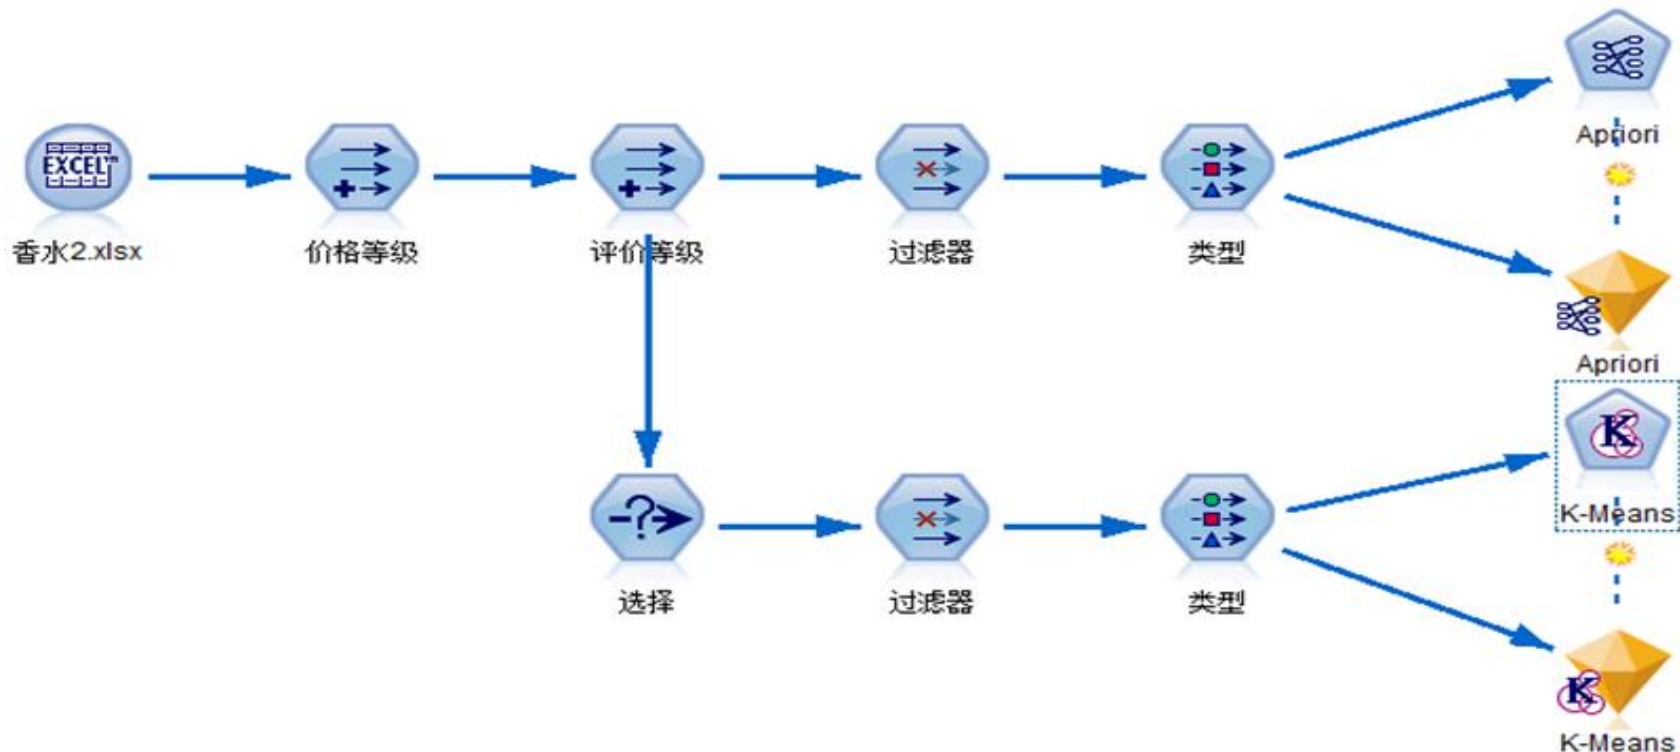 EXCEL™
香水2.xlsx
价格等级
评价等级
过滤器
类型
Apriori
Apriori
选择
过滤器
类型
K
K-Means
K
K-Means